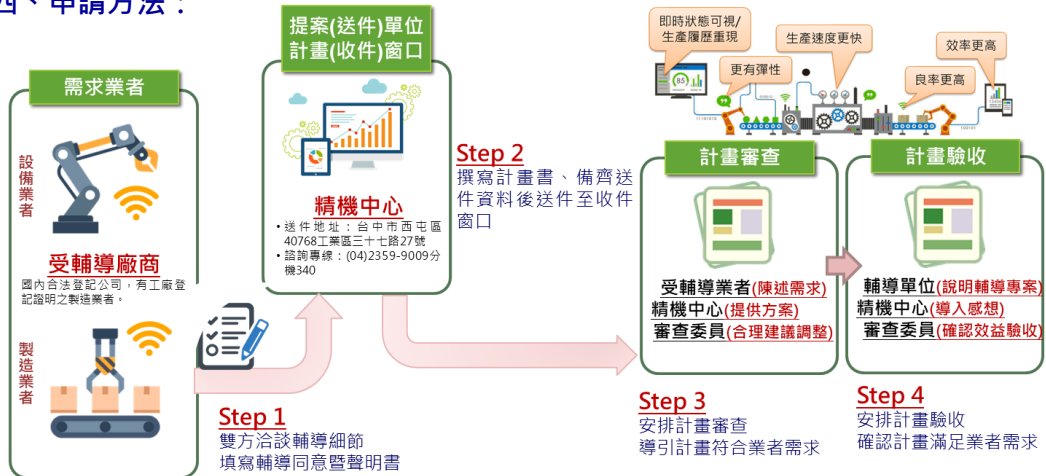 四、申請方法：
需求業者
設備業者
受輔導廠商
國內合法登記公司，有工廠登
記證明之製造業者。
製造業者
Step 1
雙方洽談輔導細節
填寫輔導同意暨聲明書
提案(送件)單位
計畫(收件)窗口
精機中心
• 送件地址：台中市西屯區
40768工業區三十七路27號
• 諮詢專線：(04)2359-9009分
機340
Step 2
撰寫計畫書、備齊送
件資料後送件至收件
窗口
即時狀態可視/
生產履歷重現
更有彈性
生產速度更快
良率更高
效率更高
85
11101010
100101
計畫審查
受輔導業者(陳述需求)
精機中心(提供方案)
審查委員(合理建議調整)
Step 3
安排計畫審查
導引計畫符合業者需求
計畫驗收
輔導單位(說明輔導專案)
精機中心(導入感想)
審查委員(確認效益驗收)
Step 4
安排計畫驗收
確認計畫滿足業者需求